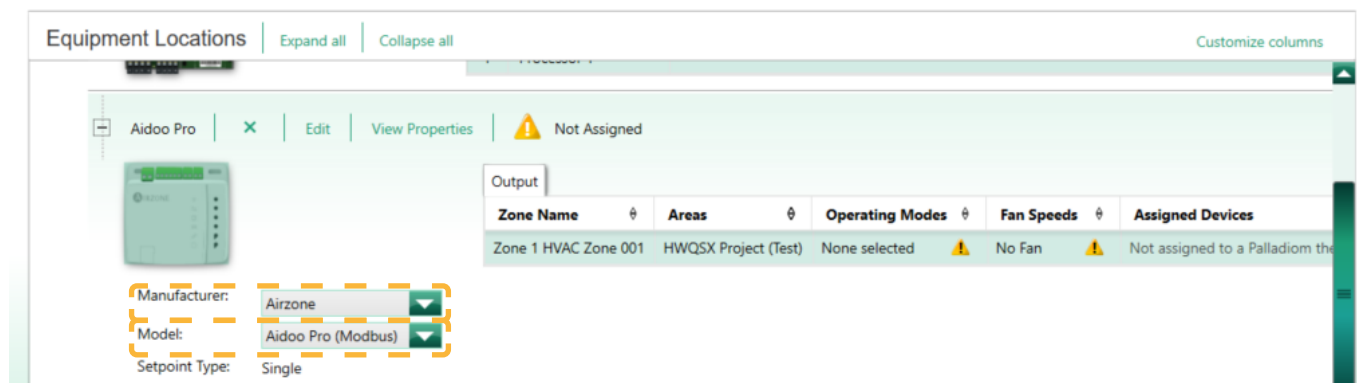 Equipment Locations Expand all Collapse all Customize columns
Aidoo Pro × Edit View Properties Not Assigned
Output
Zone Name Areas Operating Modes Fan Speeds Assigned Devices
Zone 1 HVAC Zone 001 HWQSX Project (Test) None selected No Fan Not assigned to a Palladiom the
Manufacturer: Airzone
Model: Aidoo Pro (Modbus)
Setpoint Type: Single